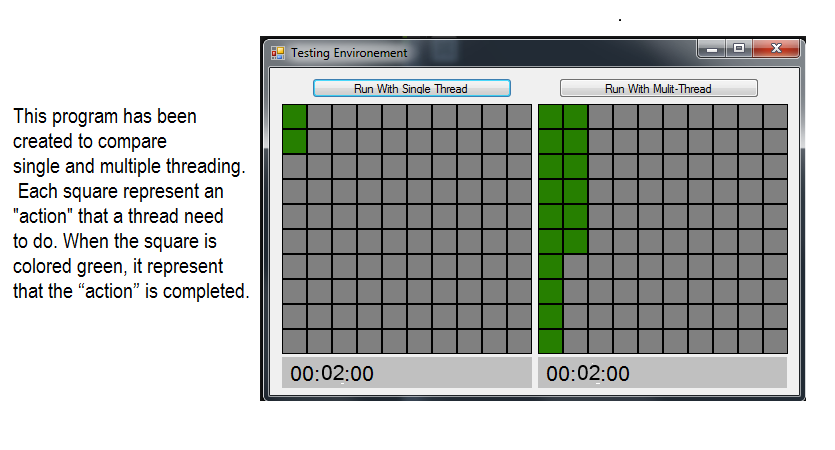 This program has been
created to compare
single and multiple threading.
Each square represent an
"action" that a thread need
to do. When the square is
colored green, it represent
that the “action” is completed.
Testing Environement
Run With Single Thread
Run With Mulit-Thread
00:02:00
00:02:00